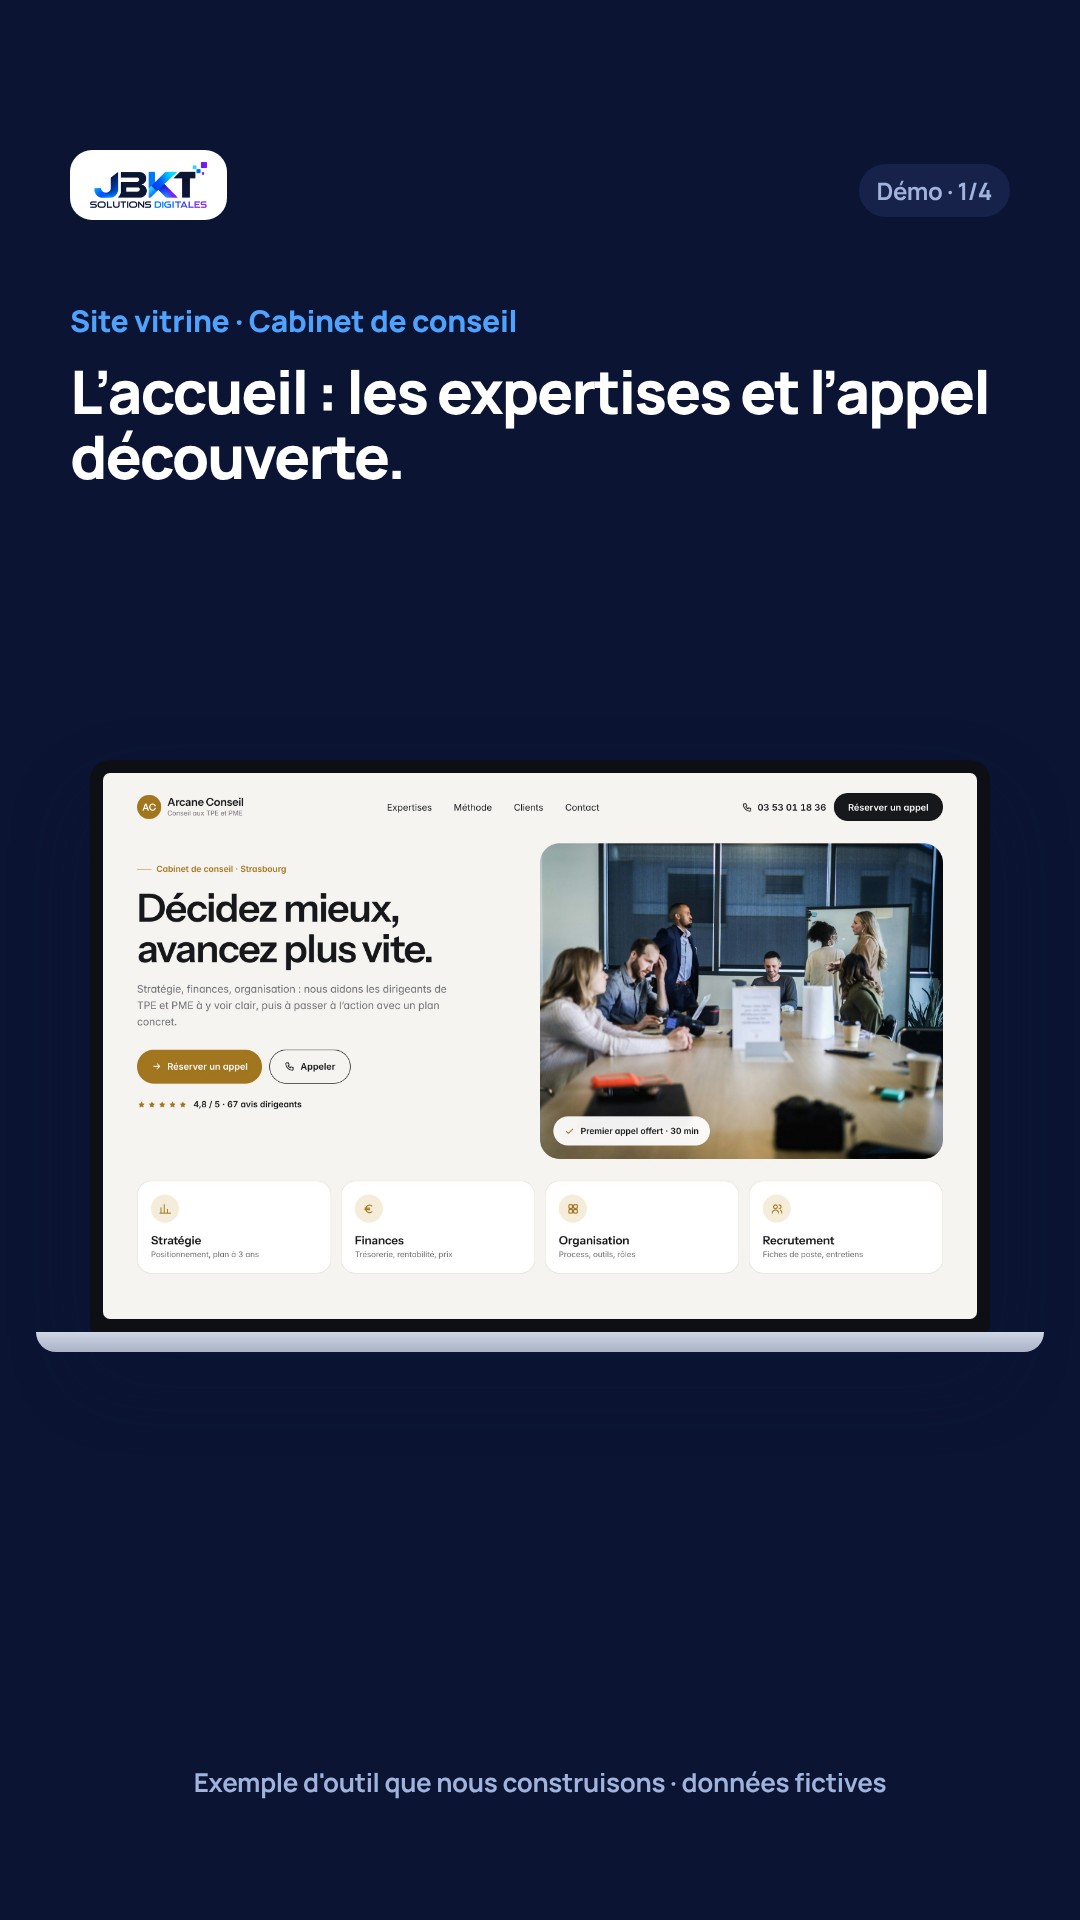 JBKT
SOLUTIONS DIGITALES
Démo · 1/4
Site vitrine · Cabinet de conseil
L’accueil : les expertises et l’appel
découverte.
AC
Arcane Conseil
Conseil aux TPE et PME
Expertises
Méthode
Clients
Contact
03 53 01 18 36
Réserver un appel
Cabinet de conseil · Strasbourg
Décidez mieux,
avancez plus vite.
Stratégie, finances, organisation : nous aidons les dirigeants de
TPE et PME à y voir clair, puis à passer à l’action avec un plan
concret.
Réserver un appel
Appeler
4,8 / 5 · 67 avis dirigeants
Premier appel offert · 30 min
Stratégie
Positionnement, plan à 3 ans
Finances
Trésorerie, rentabilité, prix
Organisation
Process, outils, rôles
Recrutement
Fiches de poste, entretiens
Exemple d'outil que nous construisons · données fictives